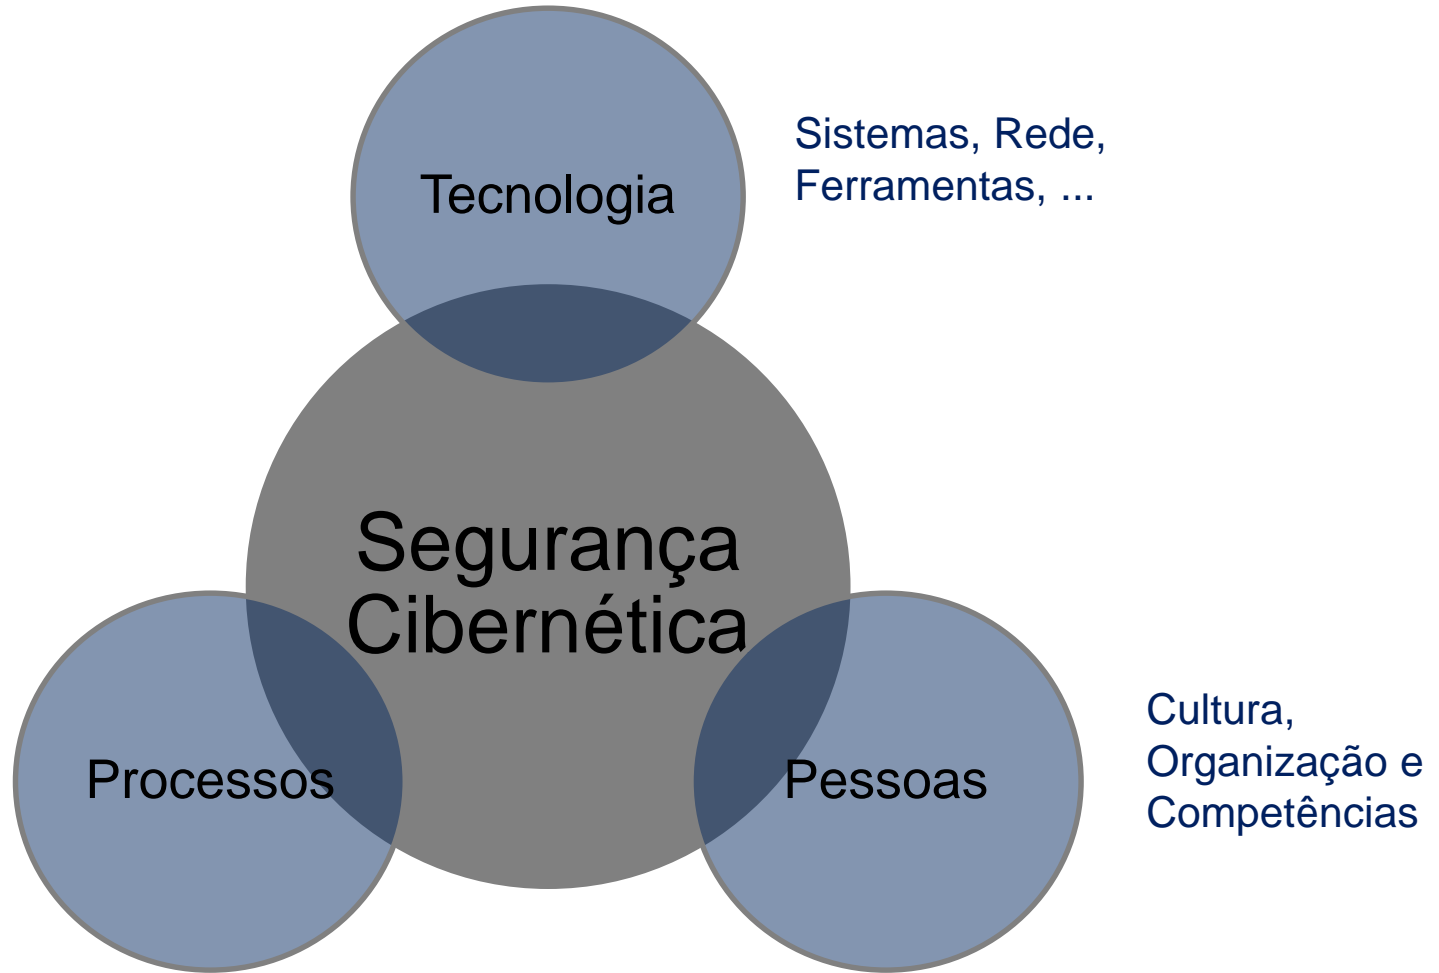 Tecnologia
Sistemas, Rede,
Ferramentas, ...
Segurança
Cibernética
Processos
Pessoas
Cultura,
Organização e
Competências